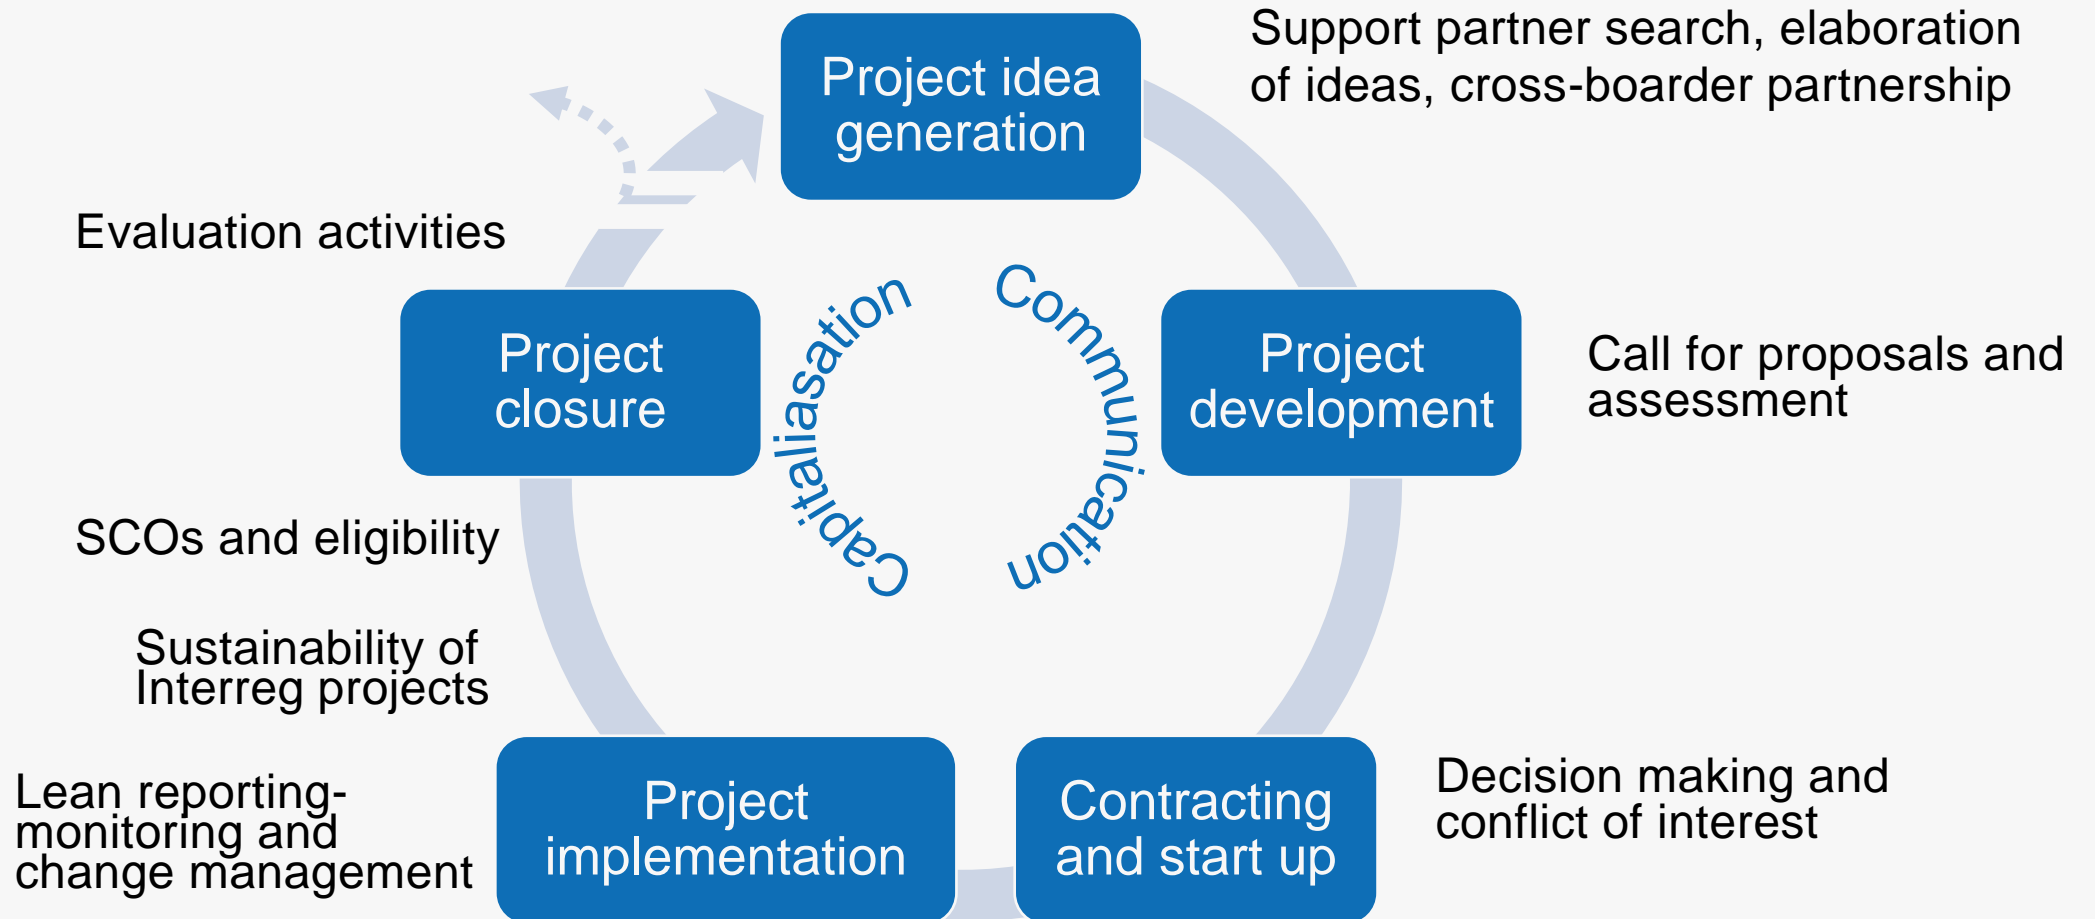 Project idea
generation
Support partner search, elaboration
of ideas, cross-boarder partnership
Project
development
Call for proposals and
assessment
Contracting
and start up
Decision making and
conflict of interest
Project
implementation
Lean reporting-
monitoring and
change management
Sustainability of
Interreg projects
SCOs and eligibility
Project
closure
Evaluation activities
Capitaliasation
Communication